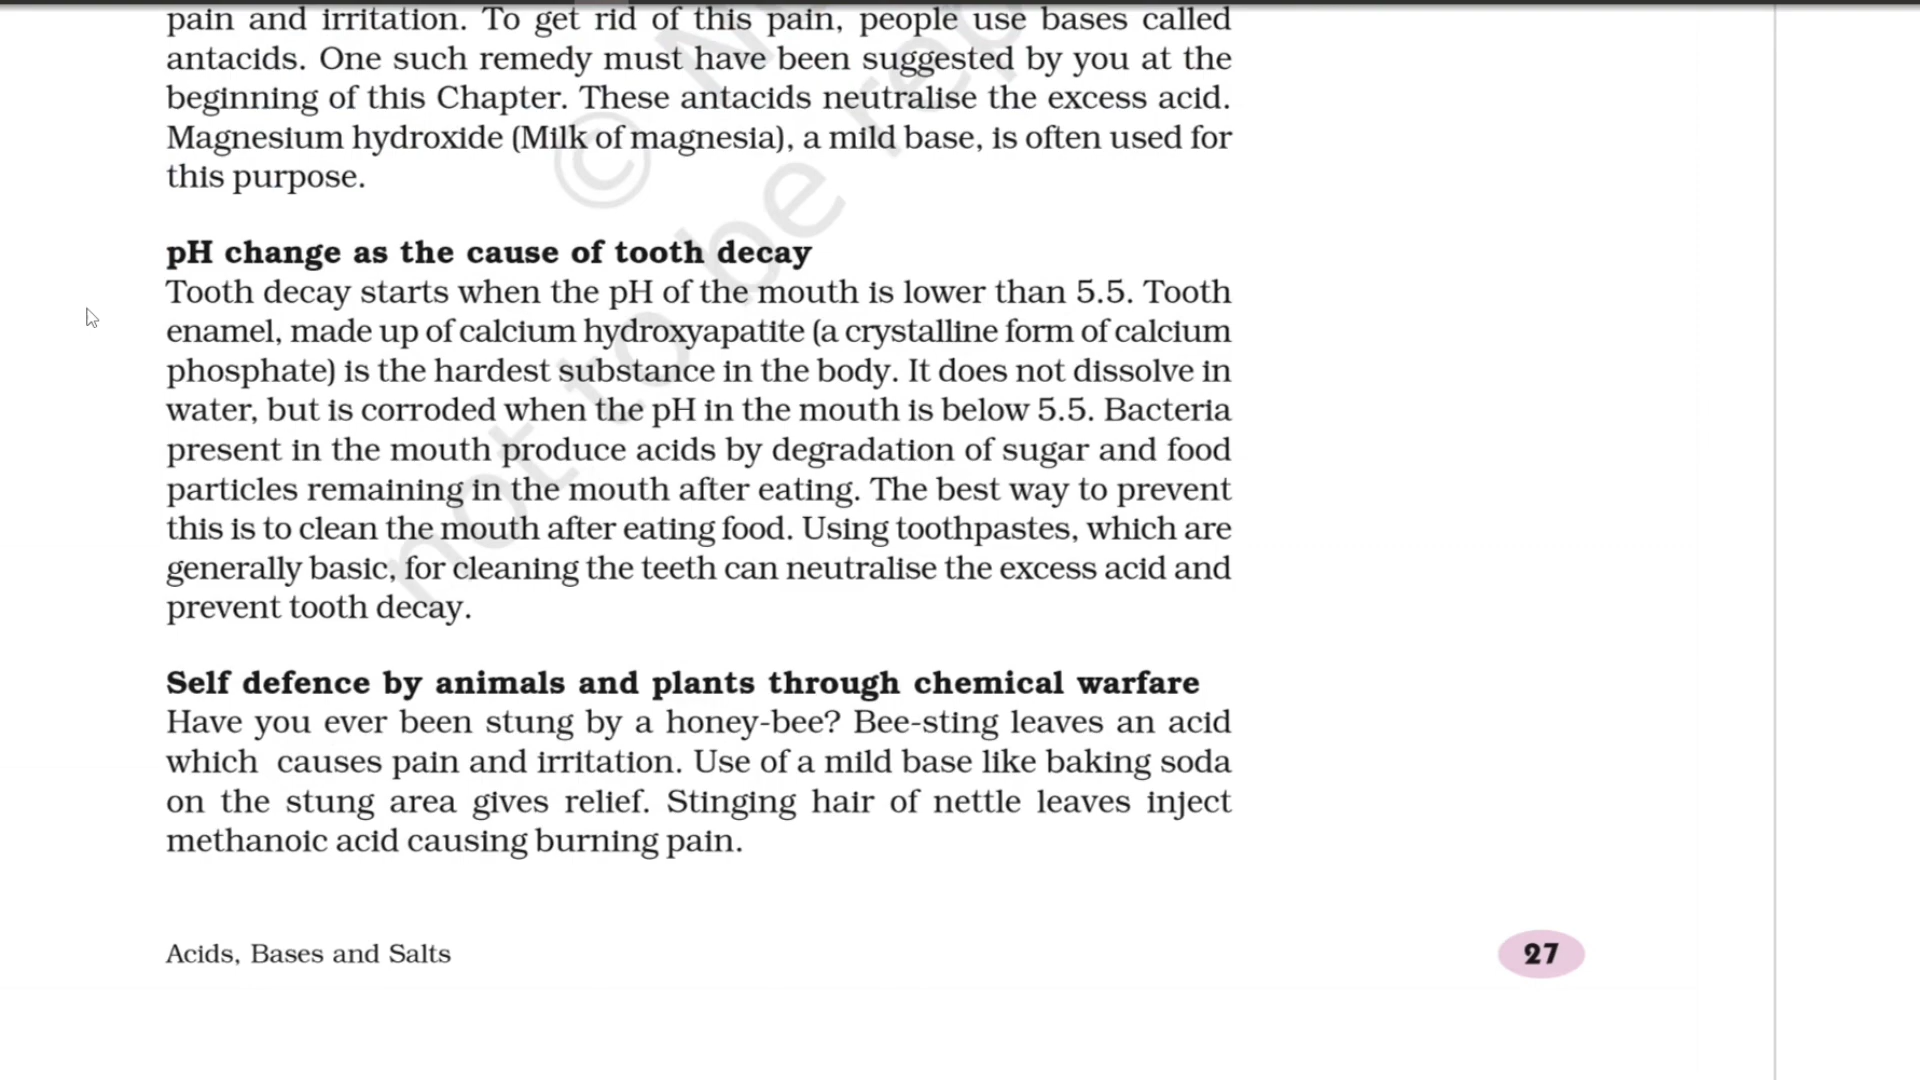 pain and irritation. To get rid of this pain, people use bases called
antacids. One such remedy must have been suggested by you at the
beginning of this Chapter. These antacids neutralise the excess acid.
Magnesium hydroxide (Milk of magnesia), a mild base, is often used for
this purpose.
pH change as the cause of tooth decay
Tooth decay starts when the pH of the mouth is lower than 5.5. Tooth
enamel, made up of calcium hydroxyapatite (a crystalline form of calcium
phosphate) is the hardest substance in the body. It does not dissolve in
water, but is corroded when the pH in the mouth is below 5.5. Bacteria
present in the mouth produce acids by degradation of sugar and food
particles remaining in the mouth after eating. The best way to prevent
this is to clean the mouth after eating food. Using toothpastes, which are
generally basic, for cleaning the teeth can neutralise the excess acid and
prevent tooth decay.
Self defence by animals and plants through chemical warfare
Have you ever been stung by a honey-bee? Bee-sting leaves an acid
which causes pain and irritation. Use of a mild base like baking soda
on the stung area gives relief. Stinging hair of nettle leaves inject
methanoic acid causing burning pain.
Acids, Bases and Salts
27
©
not to be